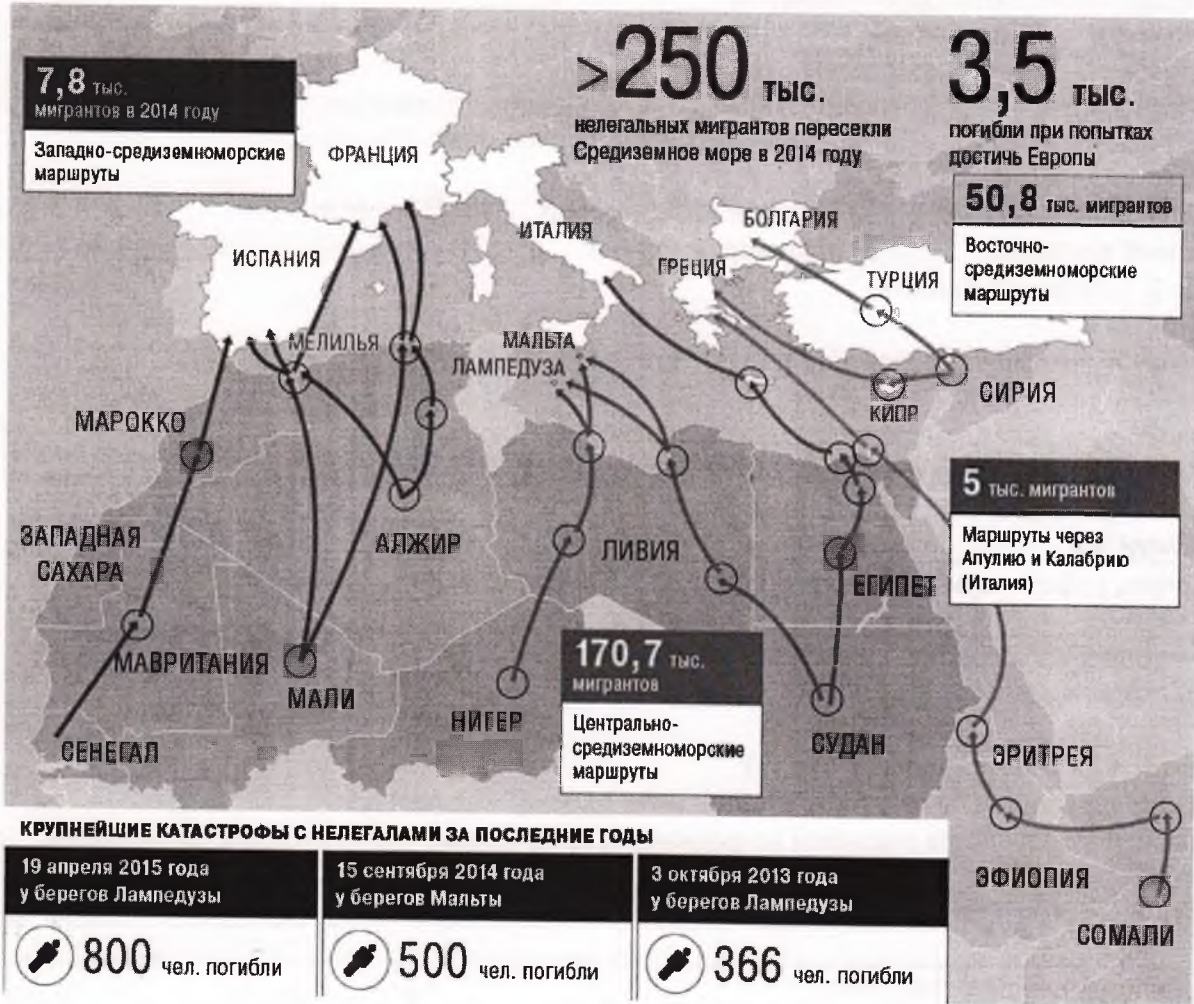 7,8 тыс.
мигрантов в 2014 году
Западно-средиземноморские
маршруты
>250 тыс.
нелегальных мигрантов пересекли
Средиземное море в 2014 году
3,5 тыс.
погибли при попытках
достичь Европы
50,8 тыс. мигрантов
Восточно-
средиземноморские
маршруты
ФРАНЦИЯ
ИСПАНИЯ
ИТАЛИЯ
БОЛГАРИЯ
ГРЕЦИЯ
ТУРЦИЯ
МЕЛИЛЬЯ
МАЛЬТА
ЛАМПЕДУЗА
КИПР
СИРИЯ
МАРОККО
5 тыс. мигрантов
Маршруты через
Апулию и Калабрию
(Италия)
ЗАПАДНАЯ
САХАРА
АЛЖИР
ЛИВИЯ
ЕГИПЕТ
МАВРИТАНИЯ
МАЛИ
170,7 тыс.
мигрантов
Центрально-
средиземноморские
маршруты
СЕНЕГАЛ
НИГЕР
СУДАН
ЭРИТРЕЯ
ЭФИОПИЯ
СОМАЛИ
КРУПНЕЙШИЕ КАТАСТРОФЫ С НЕЛЕГАЛАМИ ЗА ПОСЛЕДНИЕ ГОДЫ
19 апреля 2015 года
у берегов Лампедузы
800 чел. погибли
15 сентября 2014 года
у берегов Мальты
500 чел. погибли
3 октября 2013 года
у берегов Лампедузы
366 чел. погибли